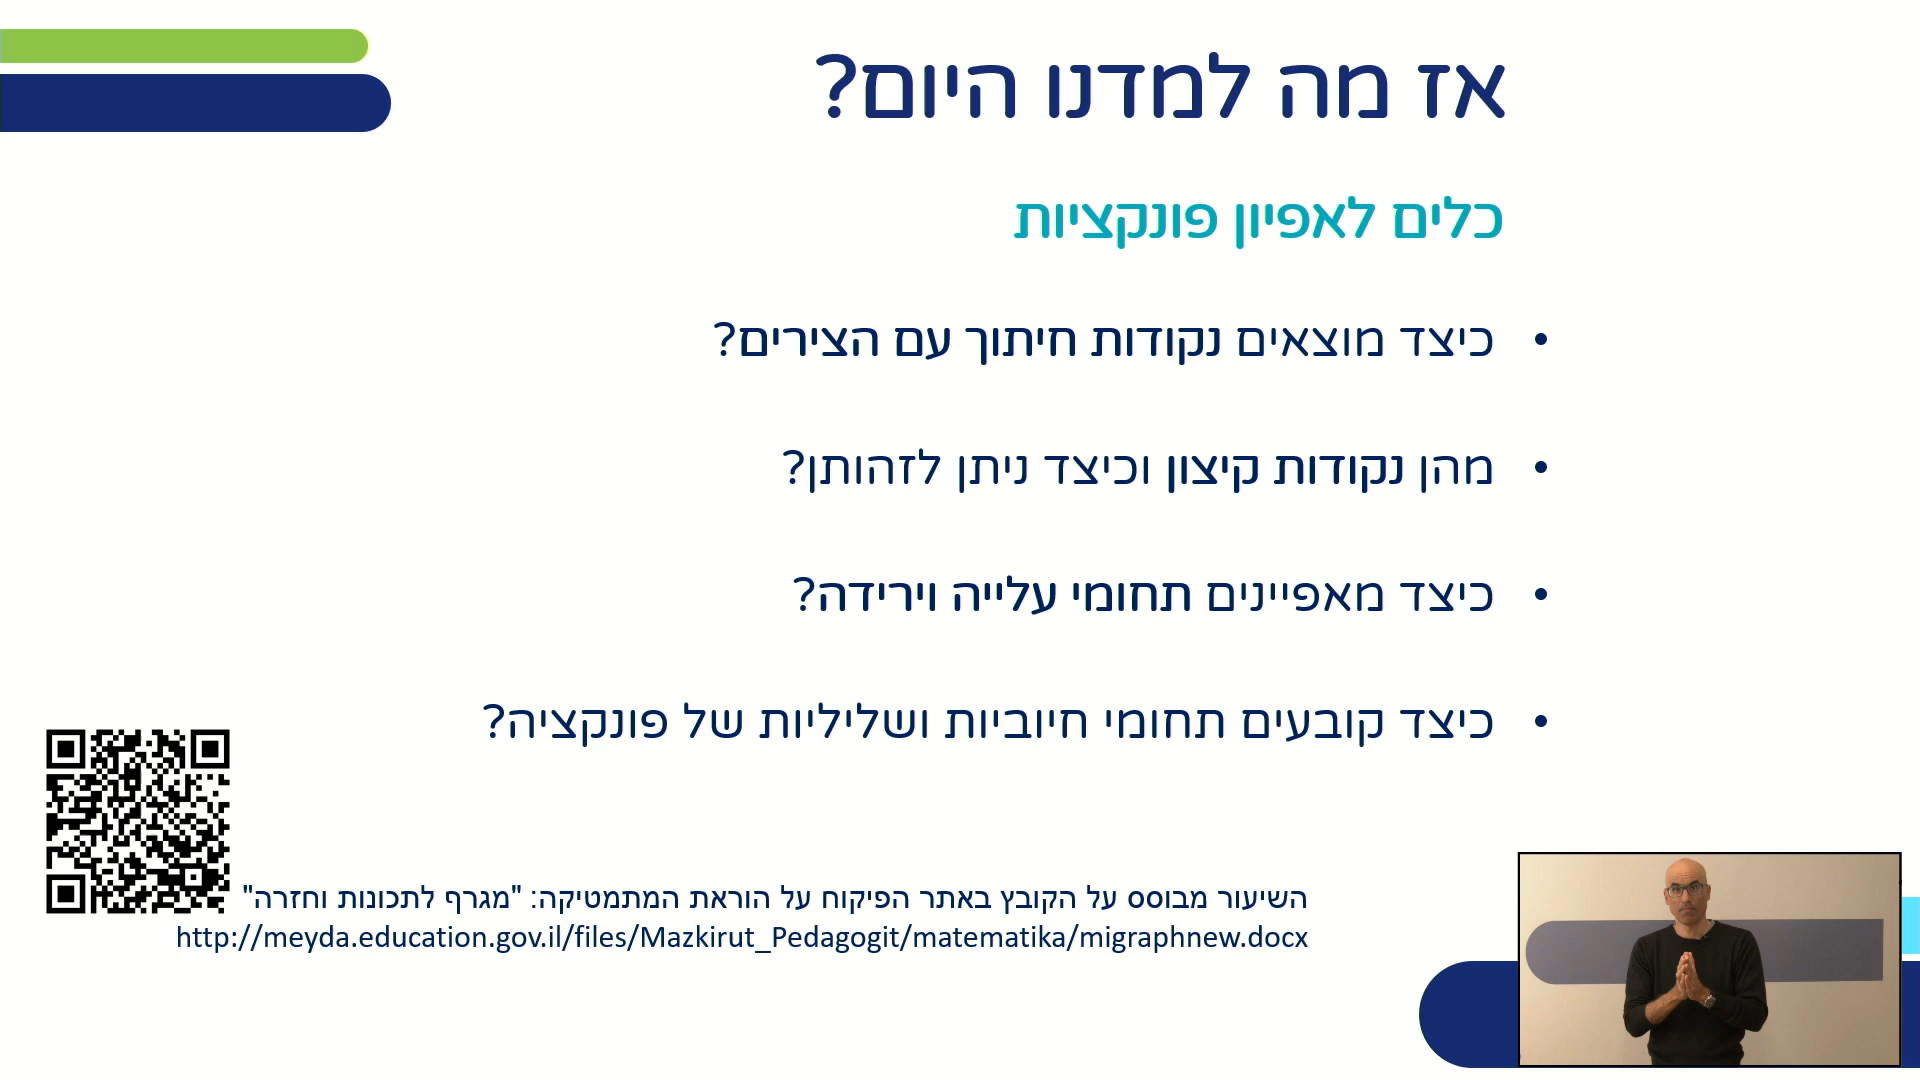 אז מה למדנו היום?
כלים לאפיון פונקציות
• כיצד מוצאים נקודות חיתוך עם הצירים?
• מהן נקודות קיצון וכיצד ניתן לזהותן?
• כיצד מאפיינים תחומי עלייה וירידה?
• כיצד קובעים תחומי חיוביות ושליליות של פונקציה?
השיעור מבוסס על הקובץ באתר הפיקוח על הוראת המתמטיקה: "מגרף לתכונות וחזרה"
http://meyda.education.gov.il/files/Mazkirut_Pedagogit/matematika/migraphnew.docx